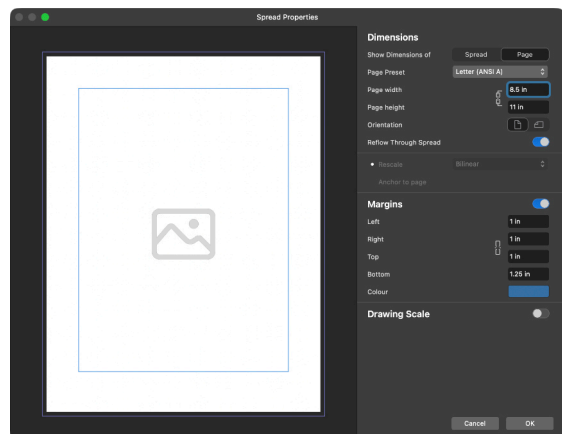 Spread Properties
Dimensions
Show Dimensions of Spread Page
Page Preset Letter (ANSI A)
Page width 8.5 in
Page height 11 in
Orientation
Reflow Through Spread
Rescale Bilinear
Anchor to page
Margins
Left 1 in
Right 1 in
Top 1 in
Bottom 1.25 in
Colour
Drawing Scale
Cancel OK